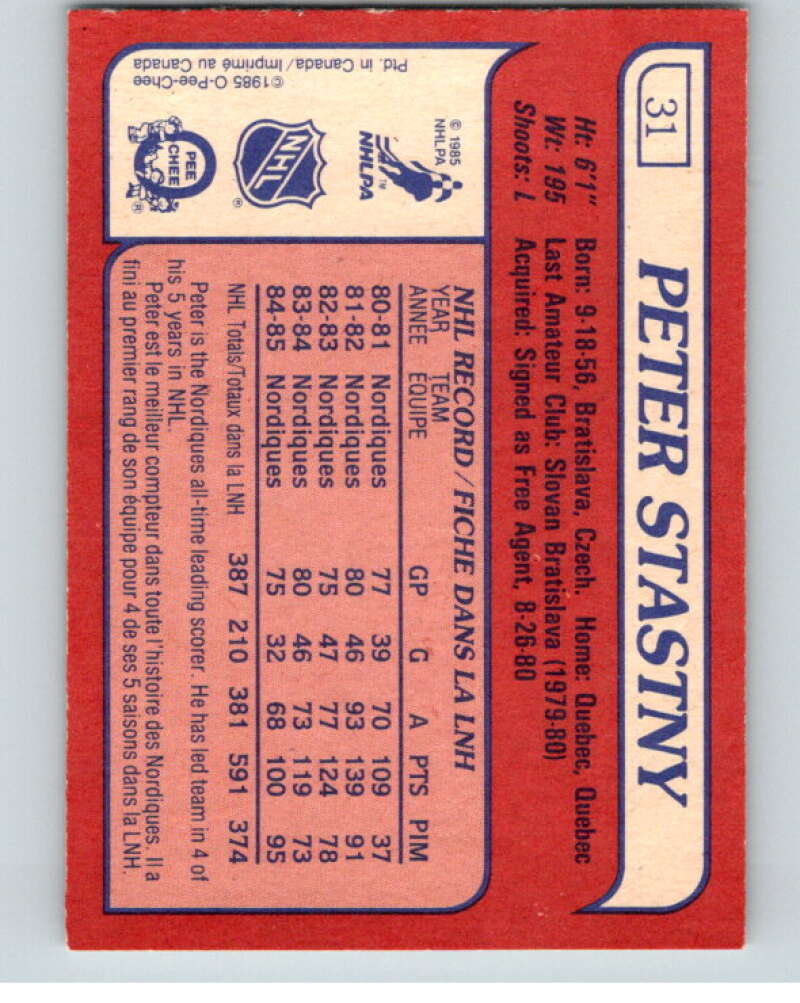 31
PETER STASTNY
Ht: 6'1" Born: 9-18-56, Bratislava, Czech. Home: Quebec, Quebec
Wt: 195 Last Amateur Club: Slovan Bratislava (1979-80)
Shoots: L Acquired: Signed as Free Agent, 8-26-80
© 1985
NHLPA
NHLPA
TM
NHL
®
O
PEE
CHEE
®
©1985 O-Pee-Chee
Ptd. in Canada/Imprimé au Canada
NHL RECORD/FICHE DANS LA LNH
YEAR TEAM
ANNÉE ÉQUIPE GP G A PTS PIM
80-81 Nordiques 77 39 70 109 37
81-82 Nordiques 80 46 93 139 91
82-83 Nordiques 75 47 77 124 78
83-84 Nordiques 80 46 73 119 73
84-85 Nordiques 75 32 68 100 95
NHL Totals/Totaux dans la LNH 387 210 381 591 374
Peter is the Nordiques all-time leading scorer. He has led team in 4 of
his 5 years in NHL.
Peter est le meilleur compteur dans toute l'histoire des Nordiques. Il a
fini au premier rang de son équipe pour 4 de ses 5 saisons dans la LNH.